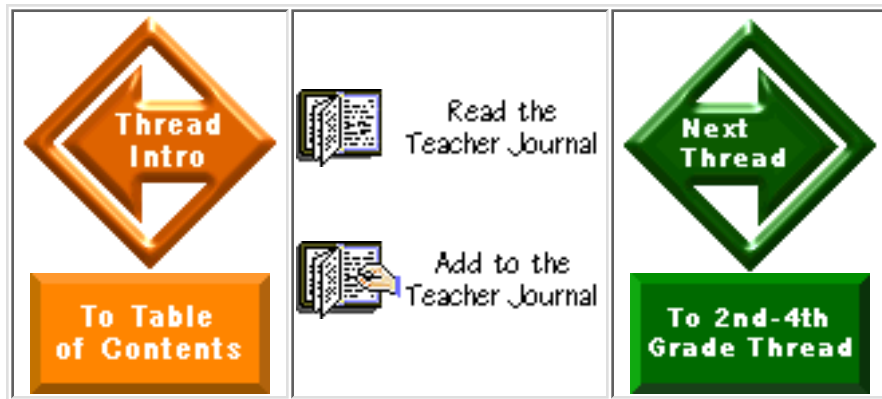 Thread
Intro
To Table
of Contents
Read the
Teacher Journal
Add to the
Teacher Journal
Next
Thread
To 2nd-4th
Grade Thread